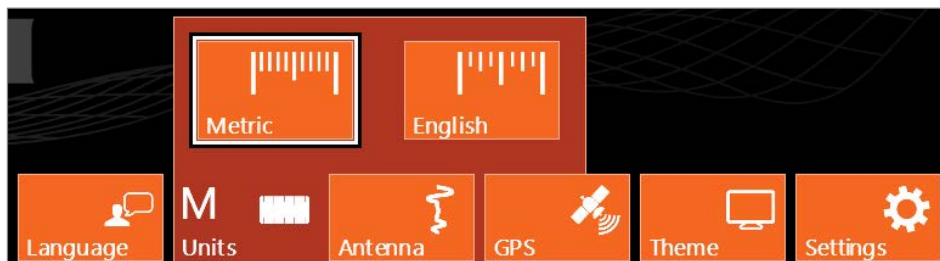 Metric
English
M
Language
Units
Antenna
GPS
Theme
Settings